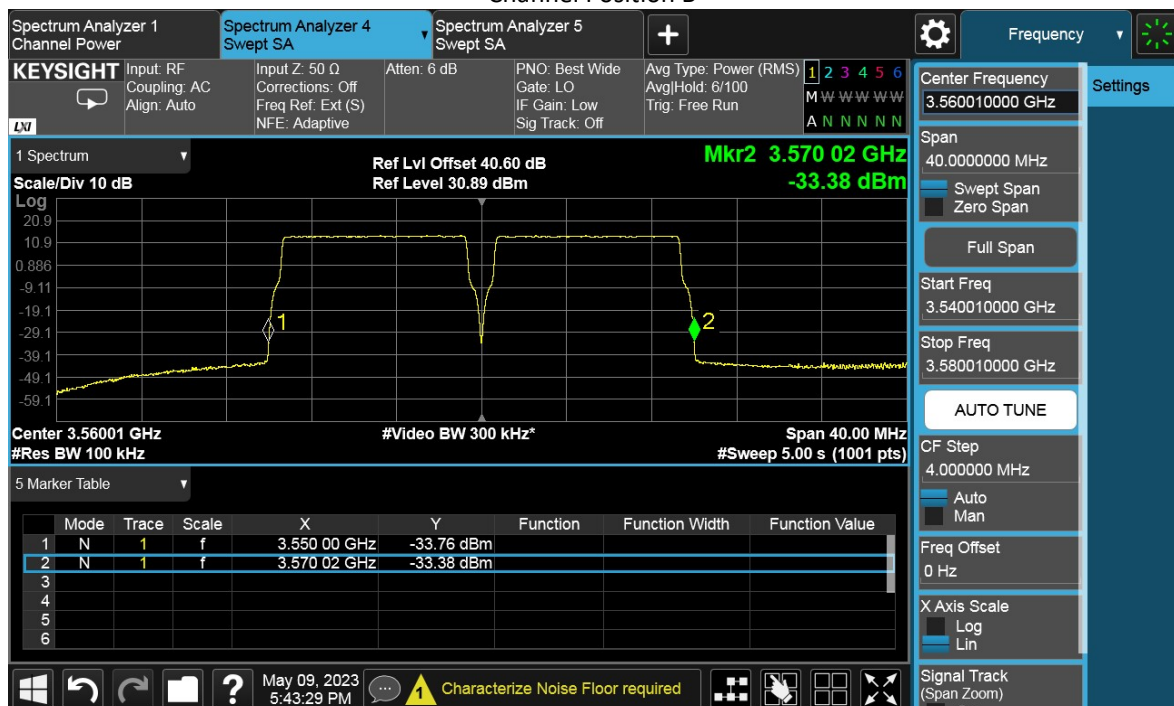 Spectrum Analyzer 1
Channel Power
Spectrum Analyzer 4
Swept SA
Spectrum Analyzer 5
Swept SA
Frequency
KEYSIGHT
LXI
Input: RF
Coupling: AC
Align: Auto
Input Z: 50 Ω
Corrections: Off
Freq Ref: Ext (S)
NFE: Adaptive
Atten: 6 dB
PNO: Best Wide
Gate: LO
IF Gain: Low
Sig Track: Off
Avg Type: Power (RMS)
Avg|Hold: 6/100
Trig: Free Run
1 2 3 4 5 6
M W W W W W
A N N N N N
1 Spectrum
Scale/Div 10 dB
Ref Lvl Offset 40.60 dB
Ref Level 30.89 dBm
Mkr2 3.570 02 GHz
-33.38 dBm
Log
20.9
10.9
0.886
-9.11
-19.1
-29.1
-39.1
-49.1
-59.1
1
2
Center 3.56001 GHz
#Res BW 100 kHz
#Video BW 300 kHz*
Span 40.00 MHz
#Sweep 5.00 s (1001 pts)
5 Marker Table
Mode Trace Scale X Y Function Function Width Function Value
1 N 1 f 3.550 00 GHz -33.76 dBm
2 N 1 f 3.570 02 GHz -33.38 dBm
3
4
5
6
Center Frequency
3.560010000 GHz
Settings
Span
40.0000000 MHz
Swept Span
Zero Span
Full Span
Start Freq
3.540010000 GHz
Stop Freq
3.580010000 GHz
AUTO TUNE
CF Step
4.000000 MHz
Auto
Man
Freq Offset
0 Hz
X Axis Scale
Log
Lin
Signal Track
(Span Zoom)
?
May 09, 2023
5:43:29 PM
1
Characterize Noise Floor required